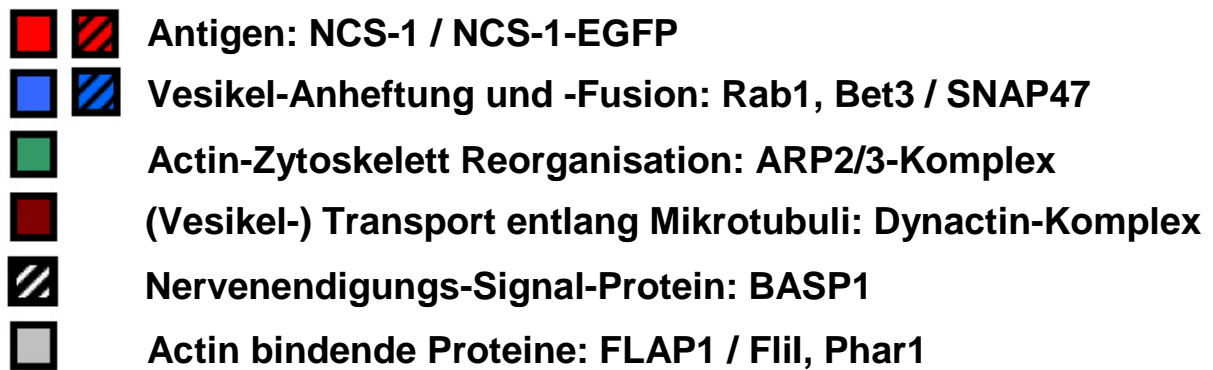 Antigen: NCS-1 / NCS-1-EGFP
Vesikel-Anheftung und -Fusion: Rab1, Bet3 / SNAP47
Actin-Zytoskelett Reorganisation: ARP2/3-Komplex
(Vesikel-) Transport entlang Mikrotubuli: Dynactin-Komplex
Nervenendigungs-Signal-Protein: BASP1
Actin bindende Proteine: FLAP1 / FliI, Phar1